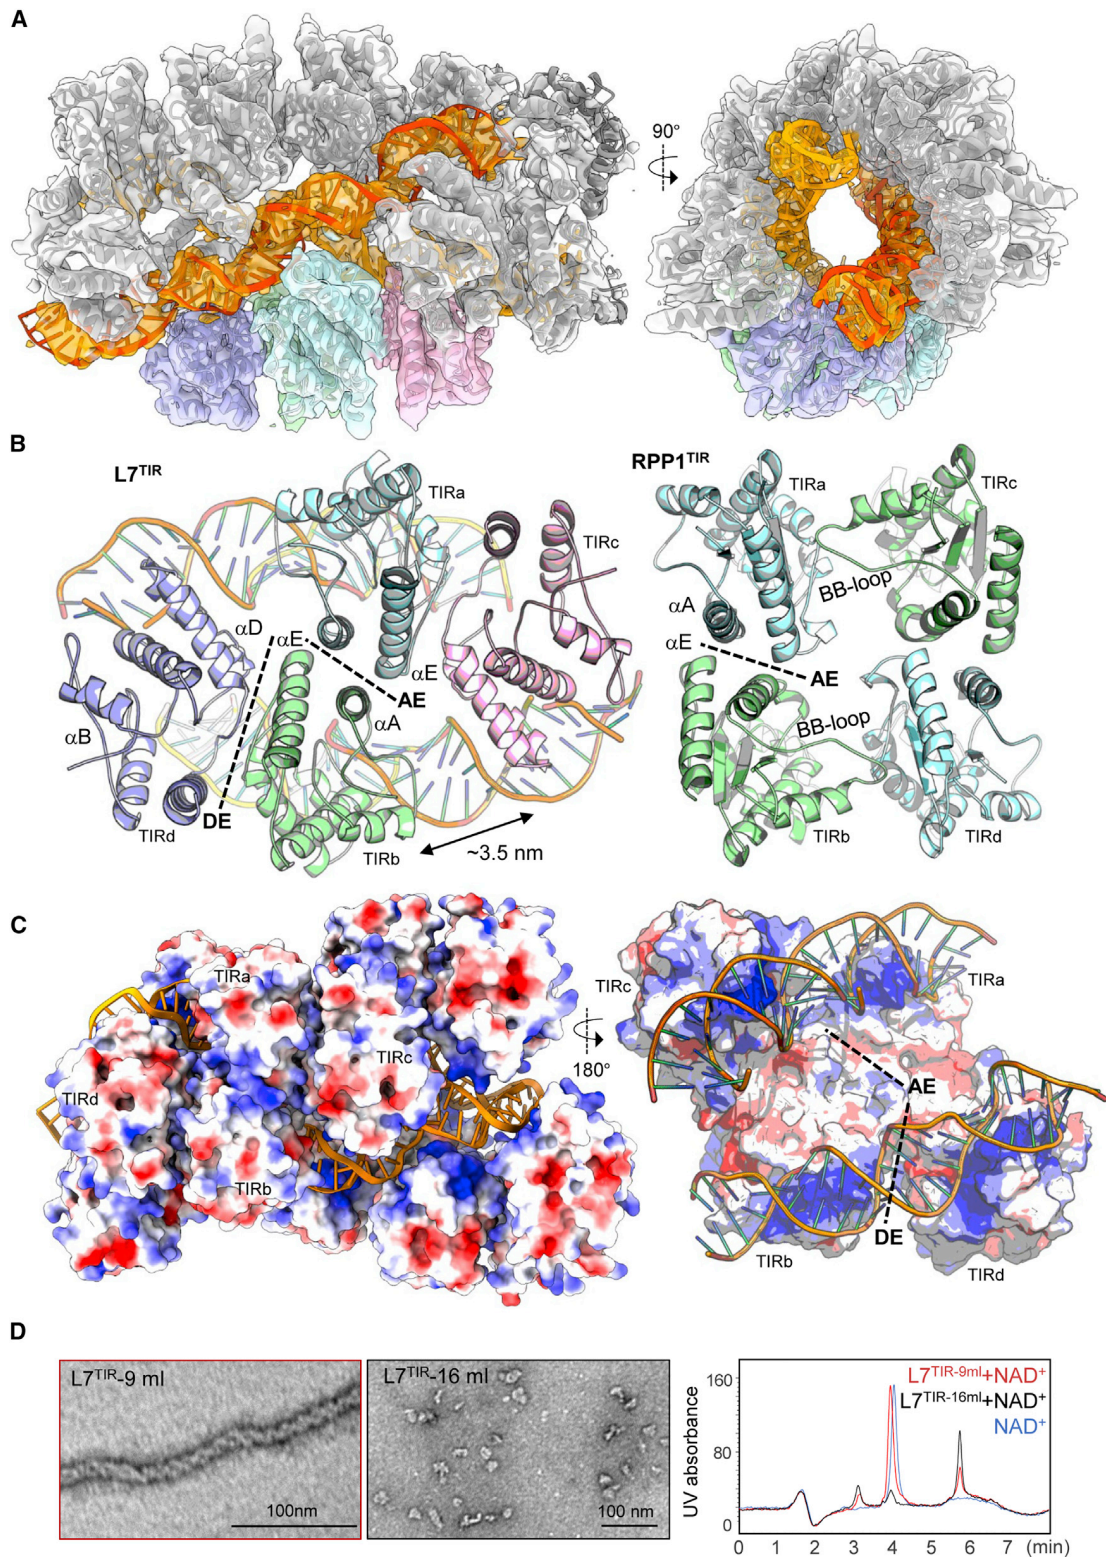 A
90°
B
L7TIR
RPP1TIR
TIRa
TIRc
αD
αE
αE
AE
αA
αB
DE
TIRd
TIRb
~3.5 nm
TIRa
TIRc
BB-loop
αA
αE
AE
BB-loop
TIRb
TIRd
C
TIRa
TIRc
TIRd
TIRb
180°
TIRc
TIRa
AE
DE
TIRb
TIRd
D
L7TIR-9 ml
100nm
L7TIR-16 ml
100 nm
L7TIR-9ml+NAD+
L7TIR-16ml+NAD+
NAD+
UV absorbance
160
80
0
0 1 2 3 4 5 6 7 (min)